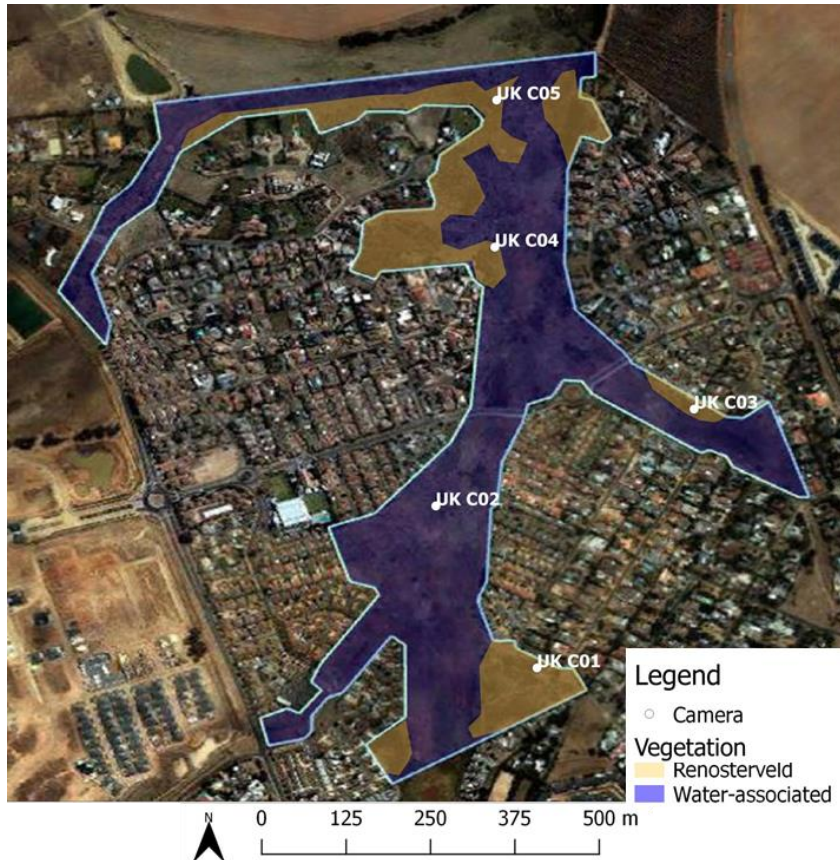 UK C05
UK C04
UK C03
UK C02
UK C01
Legend
Camera
Vegetation
Renosterveld
Water-associated
N
0 125 250 375 500 m